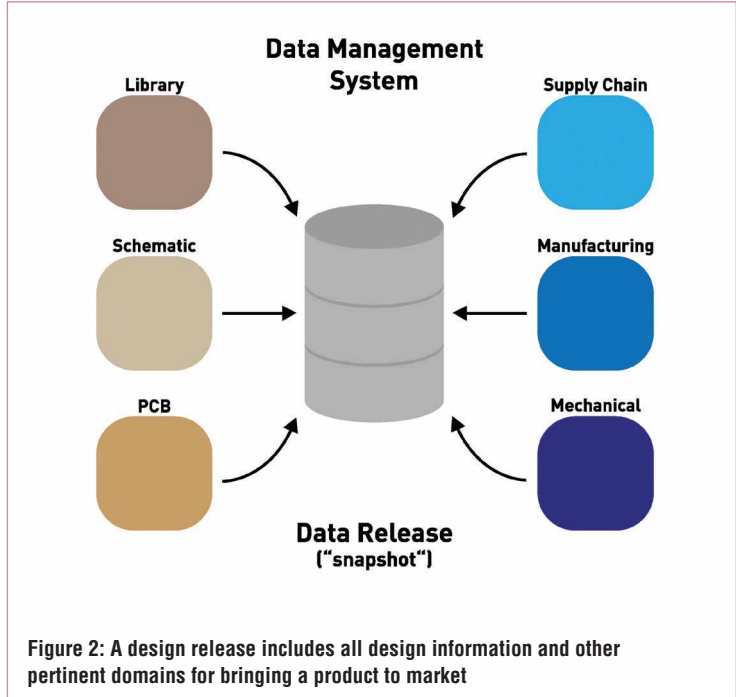 Data Management
System
Library
Supply Chain
Schematic
Manufacturing
PCB
Mechanical
Data Release
(“snapshot“)
Figure 2: A design release includes all design information and other
pertinent domains for bringing a product to market